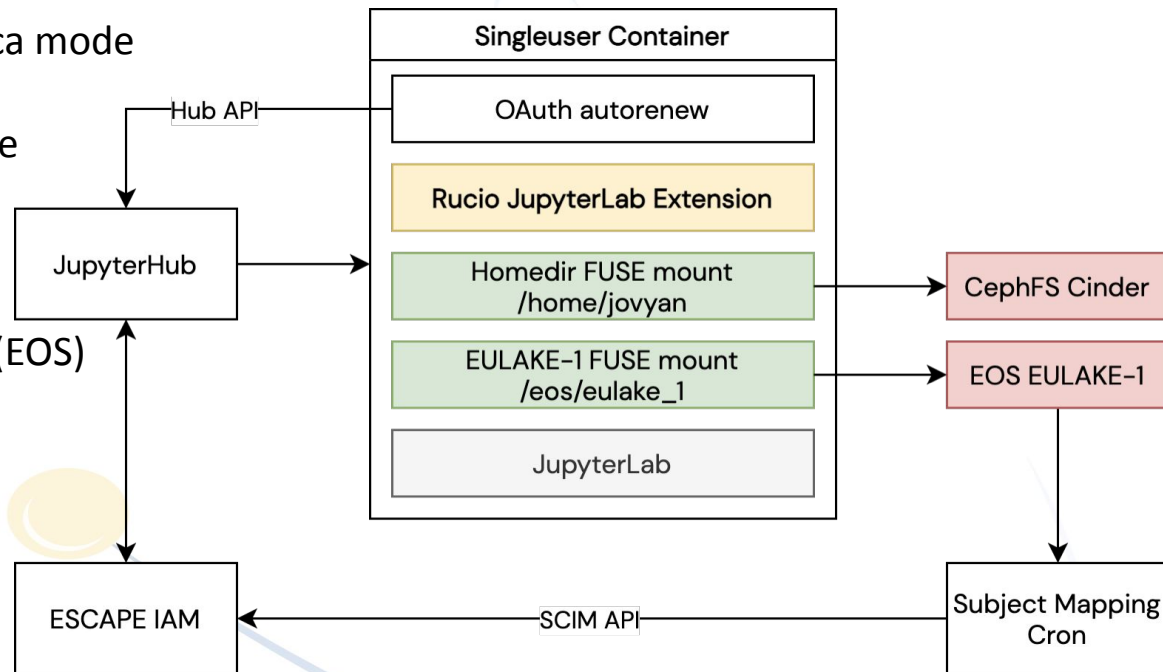 ca mode
e
(EOS)
Singleuser Container
Hub API
OAuth autorenew
Rucio JupyterLab Extension
JupyterHub
Homedir FUSE mount
/home/jovyan
CephFS Cinder
EULAKE-1 FUSE mount
/eos/eulake_1
EOS EULAKE-1
JupyterLab
ESCAPE IAM
SCIM API
Subject Mapping
Cron